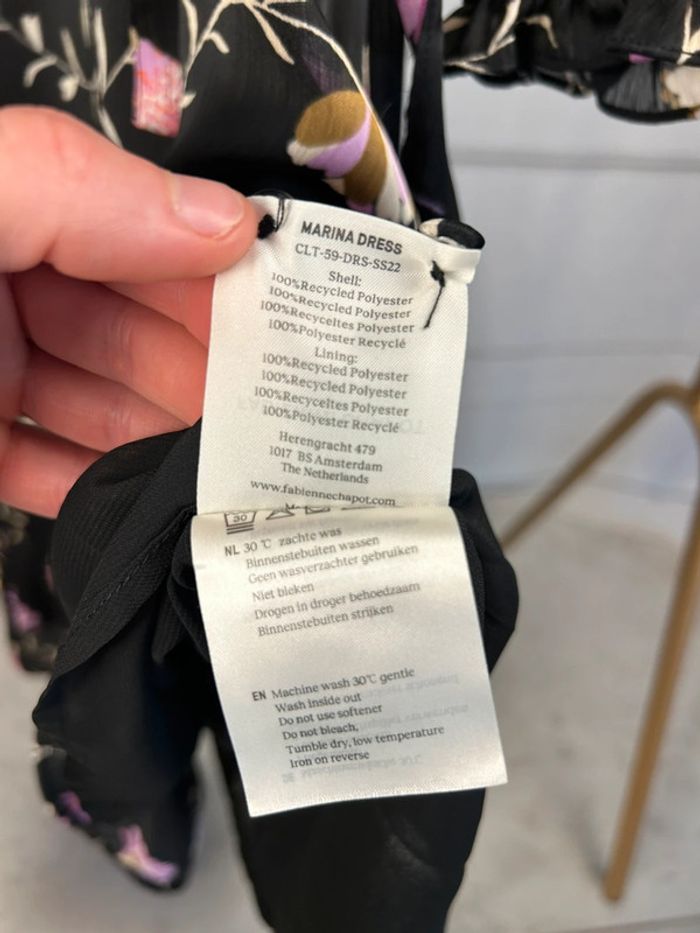 MARINA DRESS
CLT-59-DRS-SS22
Shell:
100%Recycled Polyester
100%Recycled Polyester
100%Receyceltes Polyester
100%Polyester Recyclé
Lining:
100%Recycled Polyester
100%Recycled Polyester
100%Receyceltes Polyester
100%Polyester Recyclé
Herengracht 479
1017 BS Amsterdam
The Netherlands
www.fabiennechapot.com
30
NL 30 ℃ zachte was
Binnenstebuiten wassen
Geen wasverzachter gebruiken
Niet bleken
Drogen in droger behoedzaam
Binnenstebuiten strijken
EN Machine wash 30℃ gentle
Wash inside out
Do not use softener
Do not bleach,
Tumble dry, low temperature
Iron on reverse